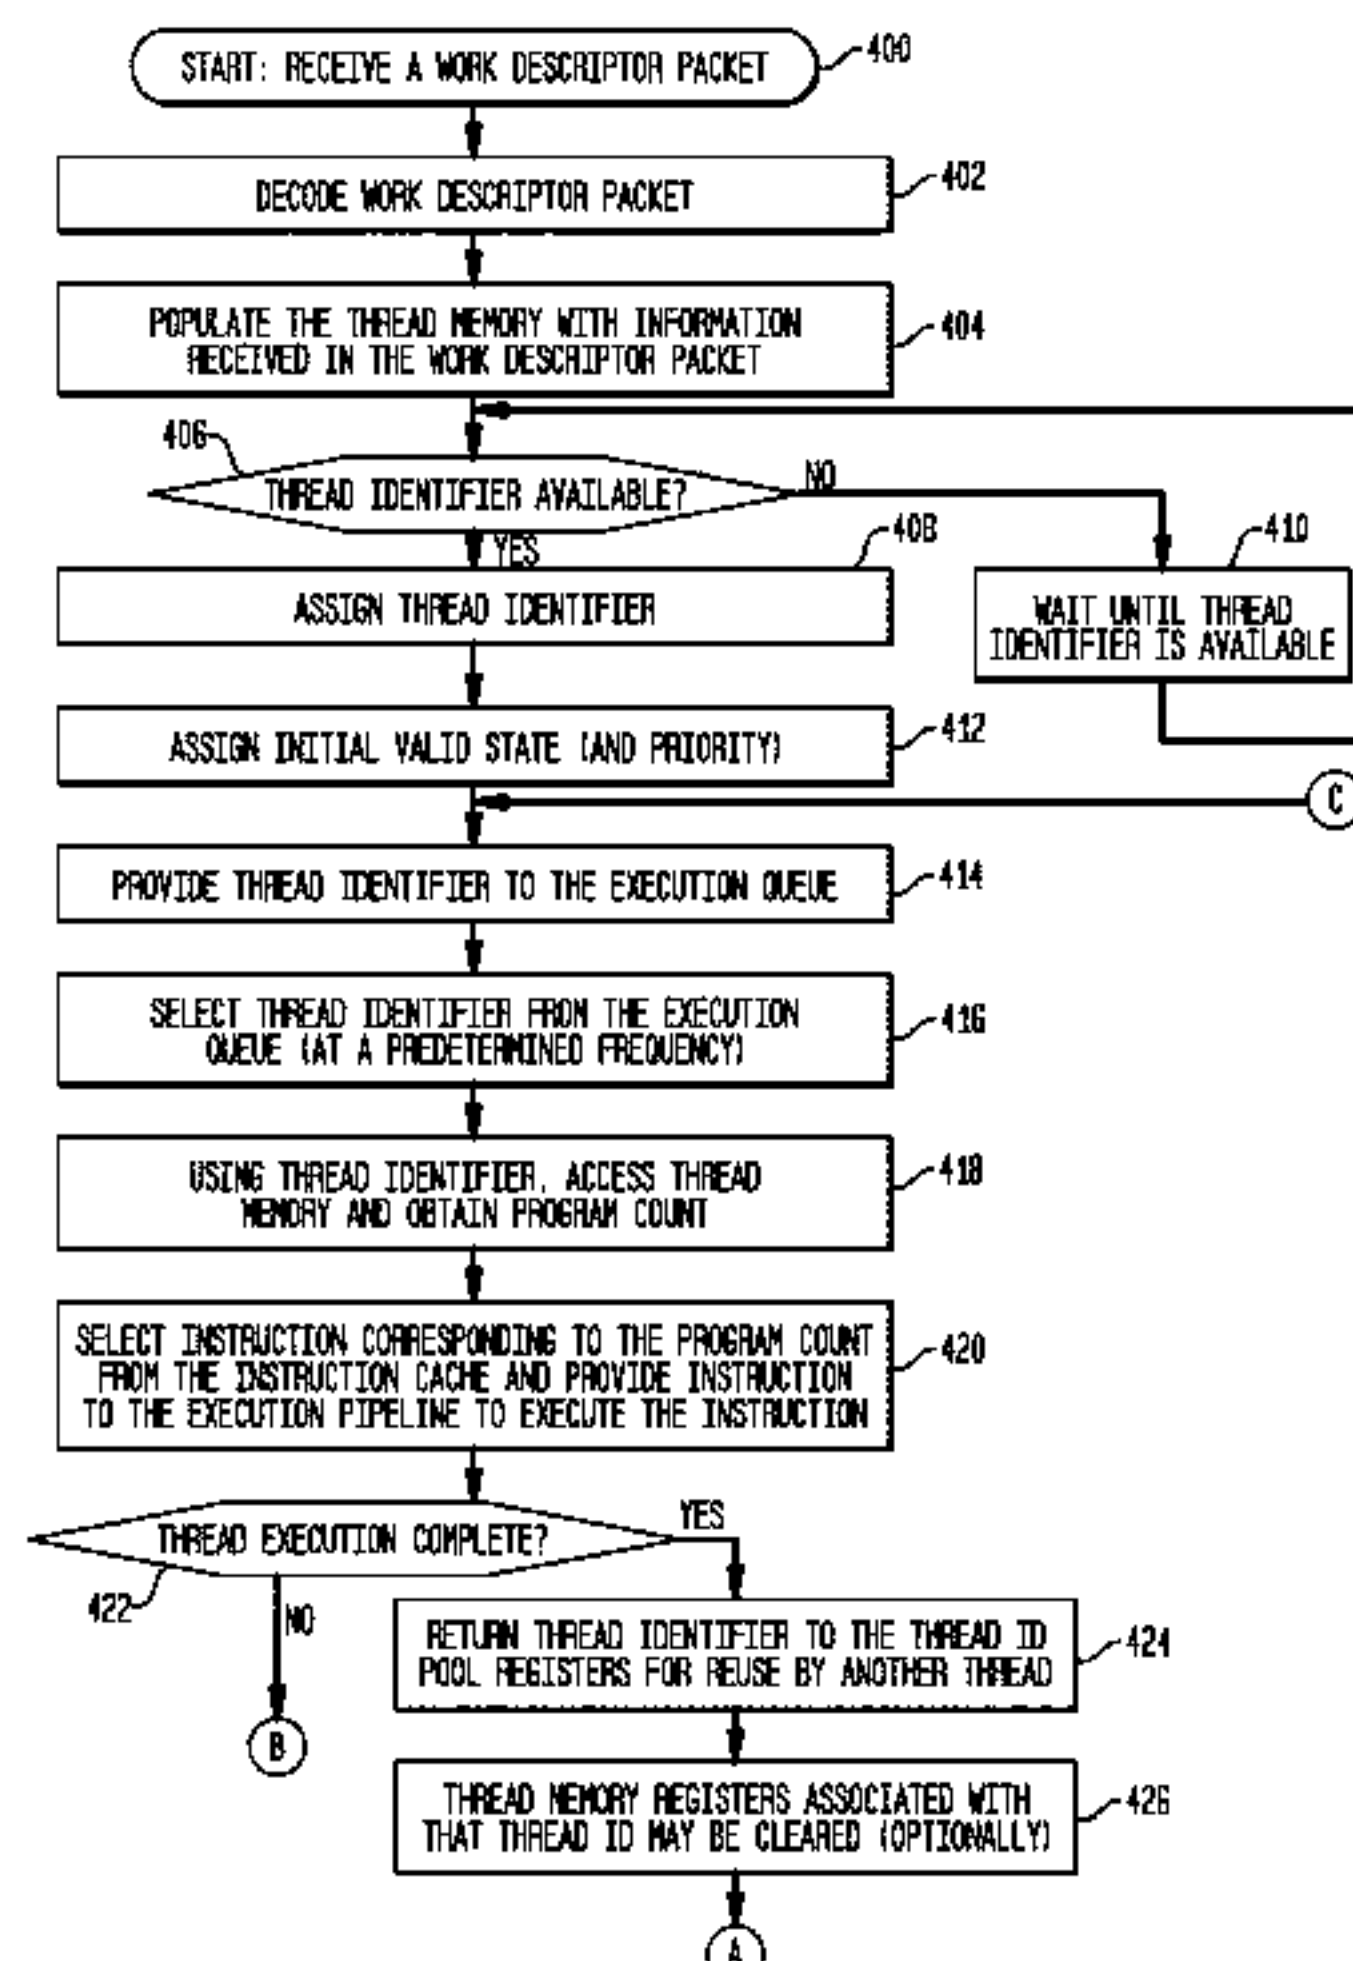 START: RECEIVE A WORK DESCRIPTOR PACKET
400
DECODE WORK DESCRIPTOR PACKET
402
POPULATE THE THREAD MEMORY WITH INFORMATION
RECEIVED IN THE WORK DESCRIPTOR PACKET
404
406
THREAD IDENTIFIER AVAILABLE?
NO
YES
408
ASSIGN THREAD IDENTIFIER
410
WAIT UNTIL THREAD
IDENTIFIER IS AVAILABLE
ASSIGN INITIAL VALID STATE (AND PRIORITY)
412
C
PROVIDE THREAD IDENTIFIER TO THE EXECUTION QUEUE
414
SELECT THREAD IDENTIFIER FROM THE EXECUTION
QUEUE (AT A PREDETERMINED FREQUENCY)
416
USING THREAD IDENTIFIER, ACCESS THREAD
MEMORY AND OBTAIN PROGRAM COUNT
418
SELECT INSTRUCTION CORRESPONDING TO THE PROGRAM COUNT
FROM THE INSTRUCTION CACHE AND PROVIDE INSTRUCTION
TO THE EXECUTION PIPELINE TO EXECUTE THE INSTRUCTION
420
THREAD EXECUTION COMPLETE?
YES
422
NO
RETURN THREAD IDENTIFIER TO THE THREAD ID
POOL REGISTERS FOR REUSE BY ANOTHER THREAD
424
B
THREAD MEMORY REGISTERS ASSOCIATED WITH
THAT THREAD ID MAY BE CLEARED (OPTIONALLY)
426
A